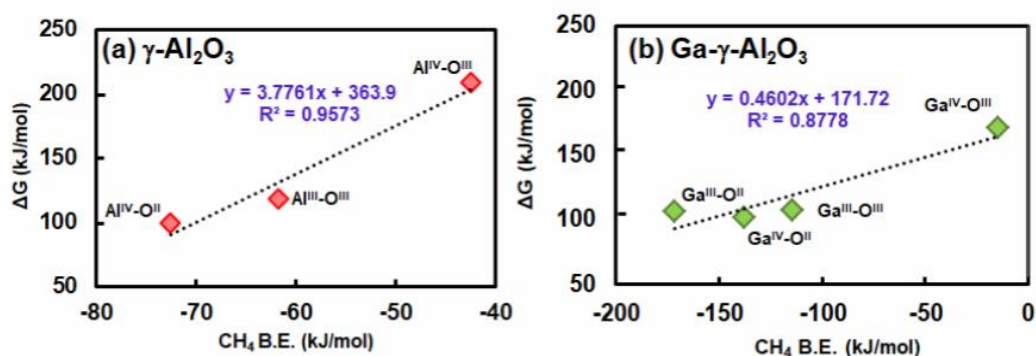 (a) γ-Al₂O₃
250
200
150
100
50
ΔG (kJ/mol)
Alᴵⱽ-Oᴵᴵᴵ
y = 3.7761x + 363.9
R² = 0.9573
Alᴵⱽ-Oᴵᴵ
Alᴵᴵᴵ-Oᴵᴵᴵ
-80 -70 -60 -50 -40
CH₄ B.E. (kJ/mol)
(b) Ga-γ-Al₂O₃
250
200
150
100
50
ΔG (kJ/mol)
Gaᴵⱽ-Oᴵᴵᴵ
y = 0.4602x + 171.72
R² = 0.8778
Gaᴵᴵᴵ-Oᴵᴵ
Gaᴵᴵᴵ-Oᴵᴵᴵ
Gaᴵⱽ-Oᴵᴵ
-200 -150 -100 -50 0
CH₄ B.E. (kJ/mol)